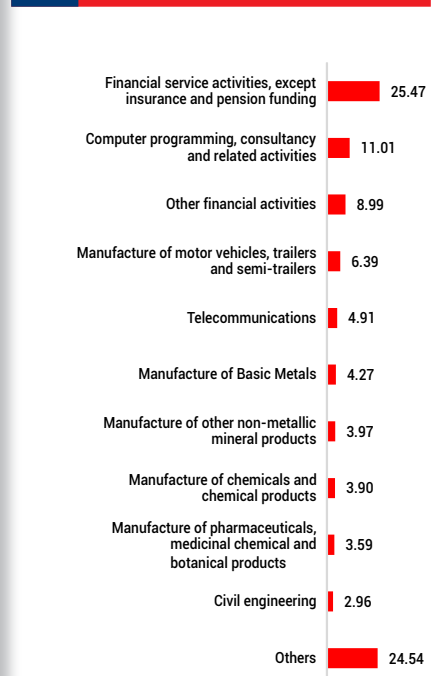 Financial service activities, except
insurance and pension funding
25.47
Computer programming, consultancy
and related activities
11.01
Other financial activities
8.99
Manufacture of motor vehicles, trailers
and semi-trailers
6.39
Telecommunications
4.91
Manufacture of Basic Metals
4.27
Manufacture of other non-metallic
mineral products
3.97
Manufacture of chemicals and
chemical products
3.90
Manufacture of pharmaceuticals,
medicinal chemical and
botanical products
3.59
Civil engineering
2.96
Others
24.54